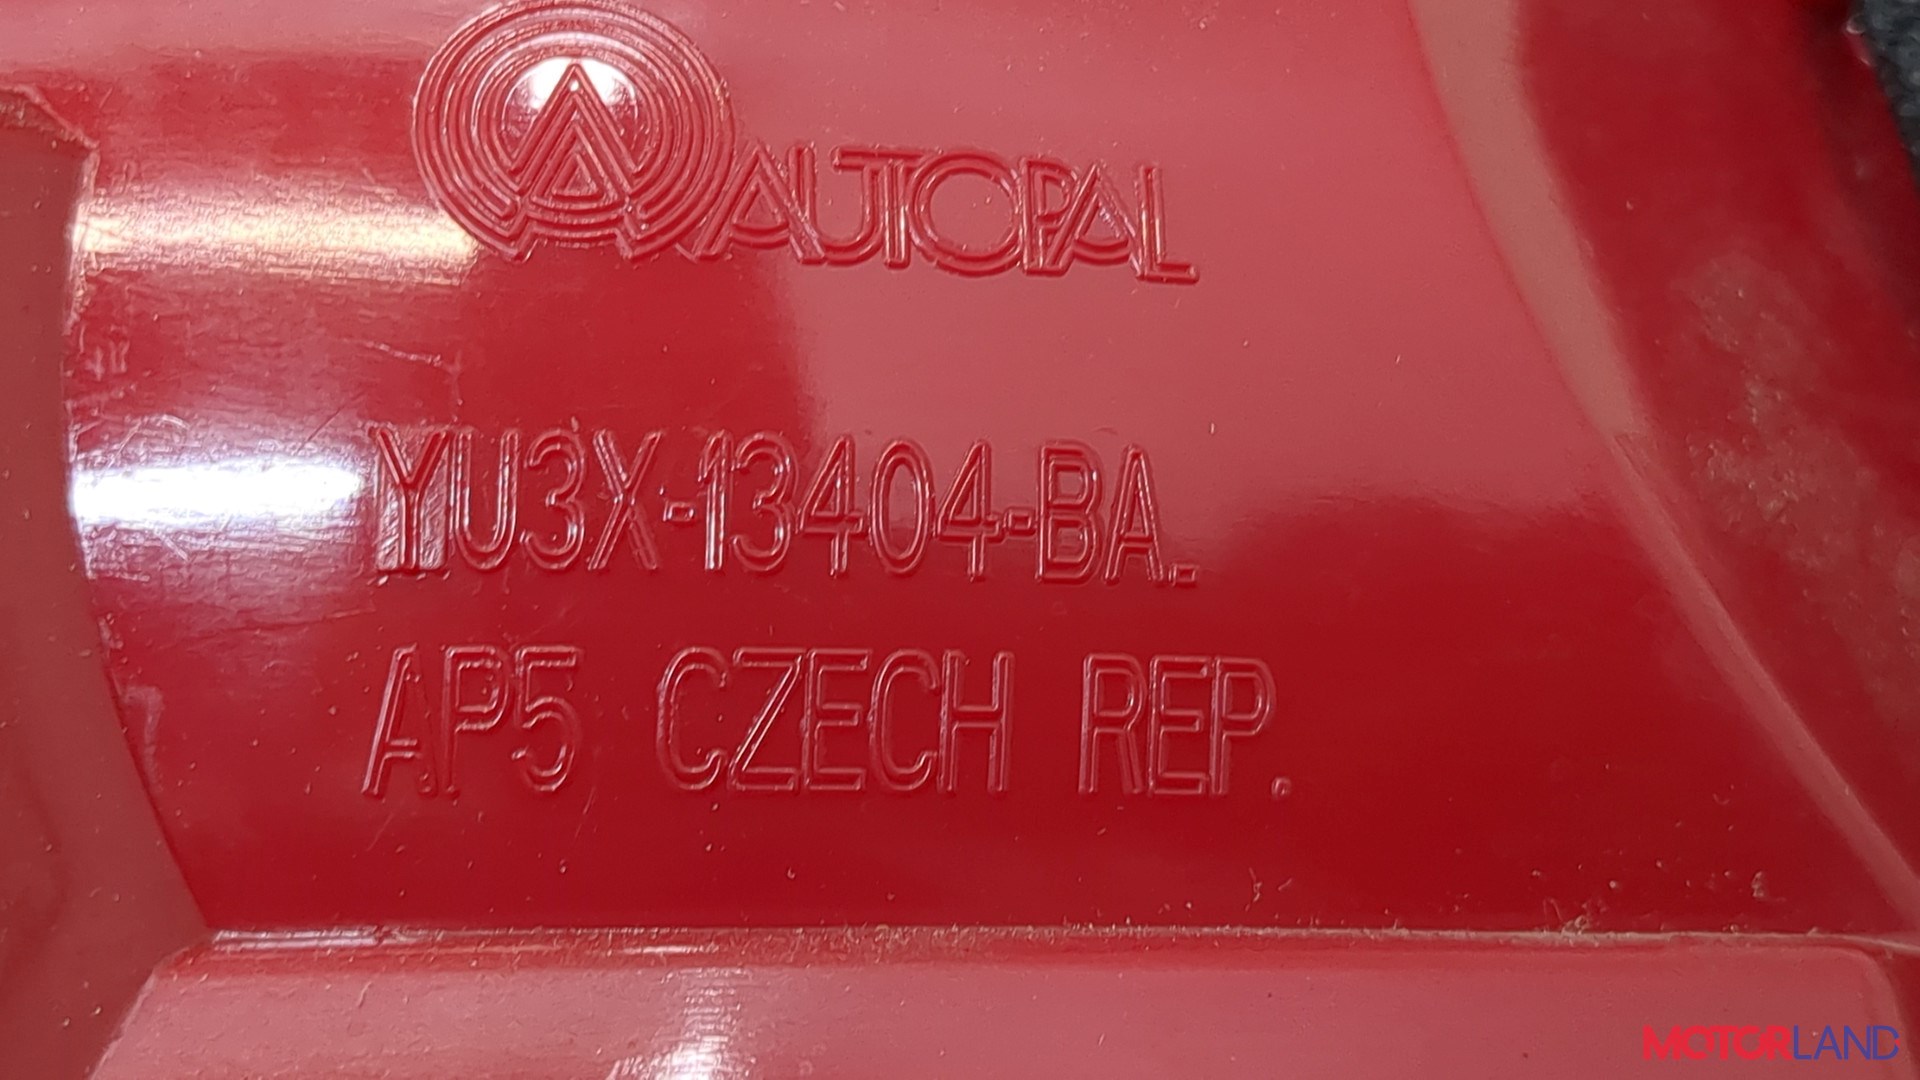 AUTOPAL
YU3X-13404-BA.
AP5 CZECH REP.
MOTORLAND